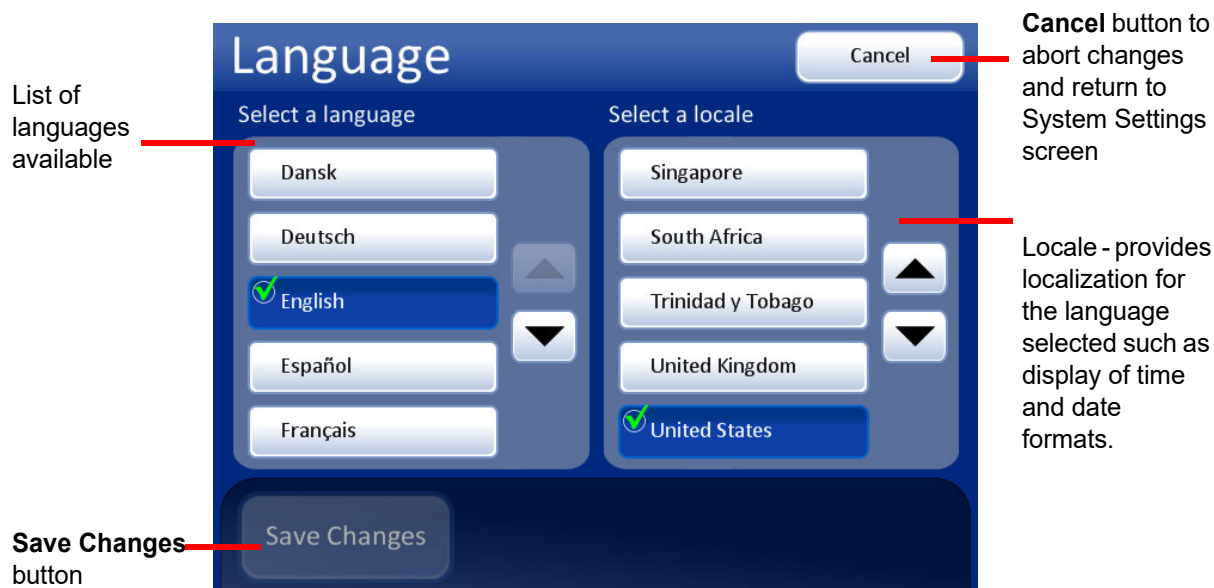 Language
Cancel
Cancel button to
abort changes
and return to
System Settings
screen
List of
languages
available
Select a language
Select a locale
Dansk
Deutsch
English
Español
Français
Singapore
South Africa
Trinidad y Tobago
United Kingdom
United States
Locale - provides
localization for
the language
selected such as
display of time
and date
formats.
Save Changes
Save Changes
button